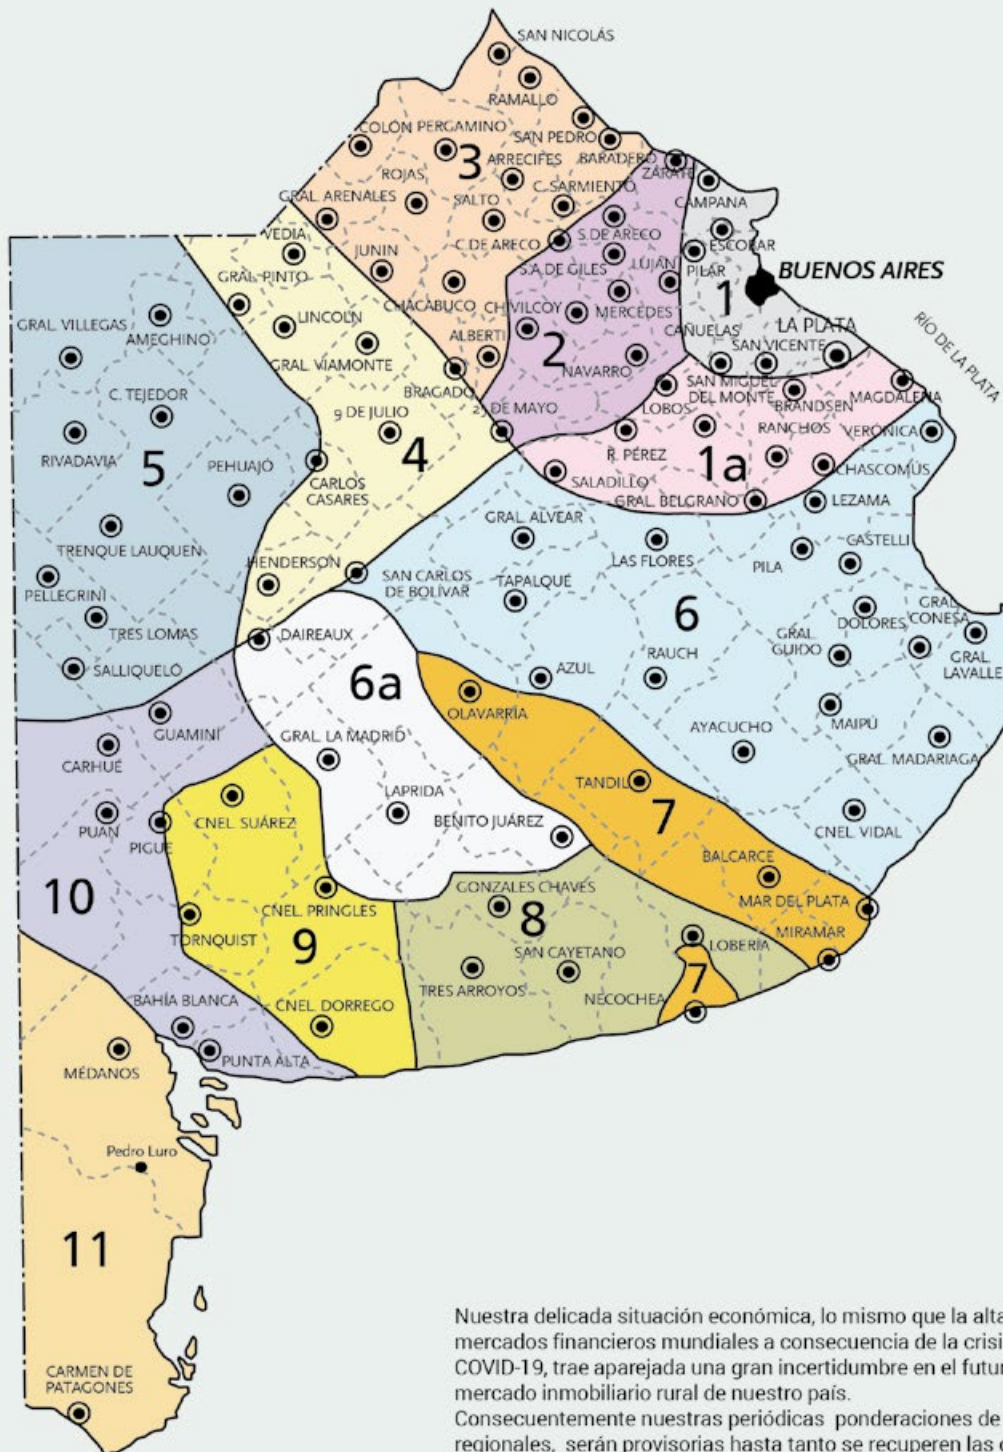 SAN NICOLÁS
RAMALLO
COLÓN
PERGAMINO
SAN PEDRO
3
ARRECIFES
BARADERO
ZÁRATE
ROJAS
C. SARMIENTO
CAMPANA
GRAL. ARENALES
SALTO
VEDIA
C.DE ARECO
S.DE ARECO
ESCOBAR
JUNIN
S.A.DE GILES
LUJÁN
PILAR
BUENOS AIRES
GRAL. PINTO
1
CHACABUCO
CHIVILCOY
MERCEDES
GRAL. VILLEGAS
AMEGHINO
LINCOLN
CAÑUELAS
LA PLATA
RÍO DE LA PLATA
ALBERTI
2
SAN VICENTE
GRAL. VIAMONTE
NAVARRO
BRAGADO
SAN MIGUEL
DEL MONTE
C. TEJEDOR
MAGDALENA
9 DE JULIO
25 DE MAYO
LOBOS
BRANDSEN
RIVADAVIA
5
PEHUAJÓ
4
RANCHOS
VERÓNICA
R. PÉREZ
1a
CARLOS
CASARES
SALADILLO
CHASCOMÚS
GRAL. BELGRANO
LEZAMA
TRENQUE LAUQUEN
GRAL. ALVEAR
LAS FLORES
CASTELLI
HENDERSON
PILA
PELLEGRINI
SAN CARLOS
DE BOLÍVAR
TAPALQUÉ
6
TRES LOMAS
DAIREAUX
DOLORES
GRAL.
CONESA
GRAL.
GUIDO
SALLIQUELÓ
AZUL
RAUCH
GRAL.
LAVALLE
6a
OLAVARRÍA
GUAMINÍ
MAIPÚ
GRAL. LA MADRID
AYACUCHO
CARHUÉ
GRAL. MADARIAGA
TANDIL
LAPRIDA
PUAN
CNEL. SUÁREZ
BENITO JUÁREZ
7
CNEL. VIDAL
PIGUE
BALCARCE
10
GONZALES CHAVES
CNEL. PRINGLES
MAR DEL PLATA
8
TORNQUIST
9
MIRAMAR
LOBERÍA
SAN CAYETANO
TRES ARROYOS
7
BAHÍA BLANCA
CNEL. DORREGO
NECOCHEA
PUNTA ALTA
MÉDANOS
Pedro Luro
11
CARMEN DE
PATAGONES
Nuestra delicada situación económica, lo mismo que la alta
mercados financieros mundiales a consecuencia de la crisi
COVID-19, trae aparejada una gran incertidumbre en el futur
mercado inmobiliario rural de nuestro país.
Consecuentemente nuestras periódicas ponderaciones de
regionales, serán provisorias hasta tanto se recuperen las